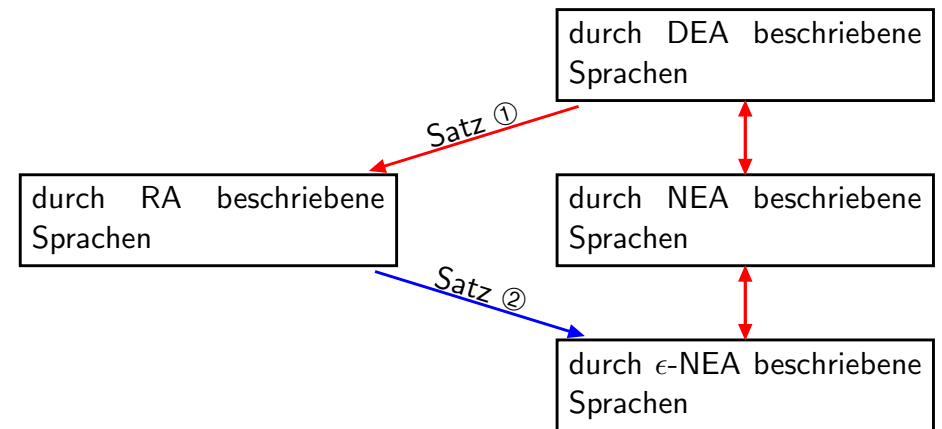 durch DEA beschriebene
Sprachen
Satz ①
durch RA beschriebene
Sprachen
durch NEA beschriebene
Sprachen
Satz ②
durch ϵ-NEA beschriebene
Sprachen